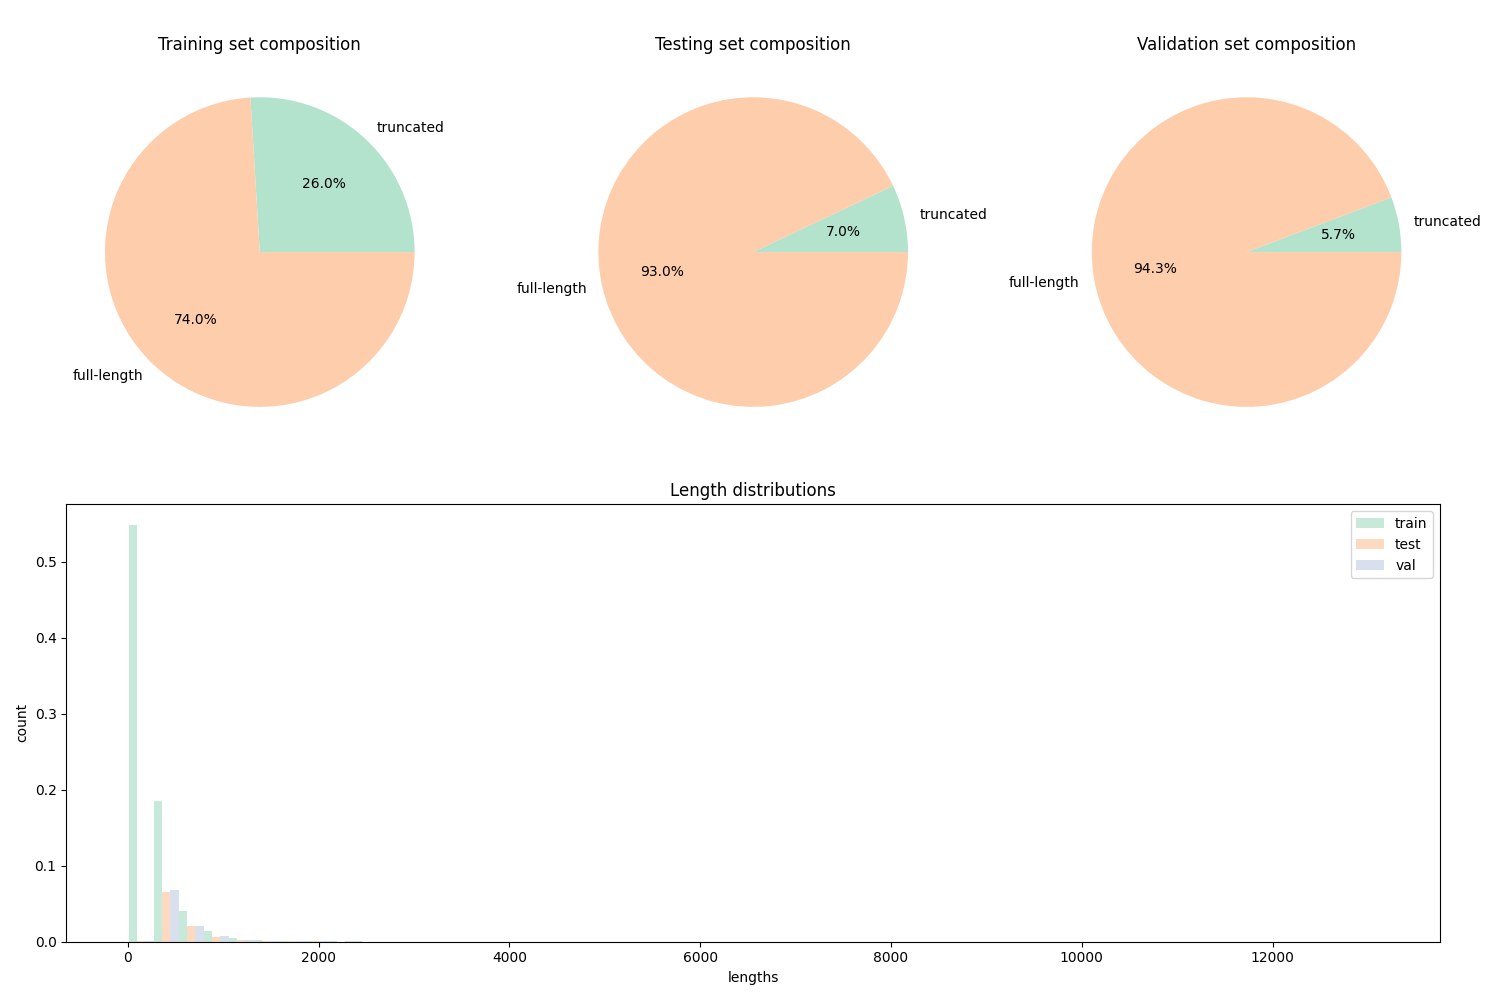 Training set composition
truncated
26.0%
74.0%
full-length
Testing set composition
truncated
7.0%
93.0%
full-length
Validation set composition
truncated
5.7%
94.3%
full-length
Length distributions
train
test
val
count
0.5
0.4
0.3
0.2
0.1
0.0
0 2000 4000 6000 8000 10000 12000
lengths